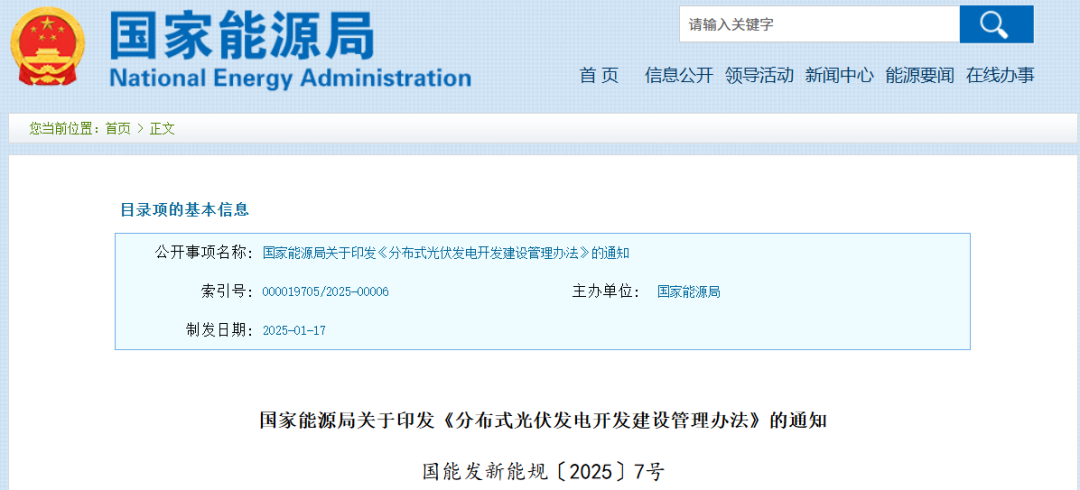 国家能源局
National Energy Administration
请输入关键字
首 页 信息公开 领导活动 新闻中心 能源要闻 在线办事
您当前位置：首页 > 正文
目录项的基本信息
公开事项名称： 国家能源局关于印发《分布式光伏发电开发建设管理办法》的通知
索引号： 000019705/2025-00006 主办单位： 国家能源局
制发日期： 2025-01-17
国家能源局关于印发《分布式光伏发电开发建设管理办法》的通知
国能发新能规〔2025〕7号